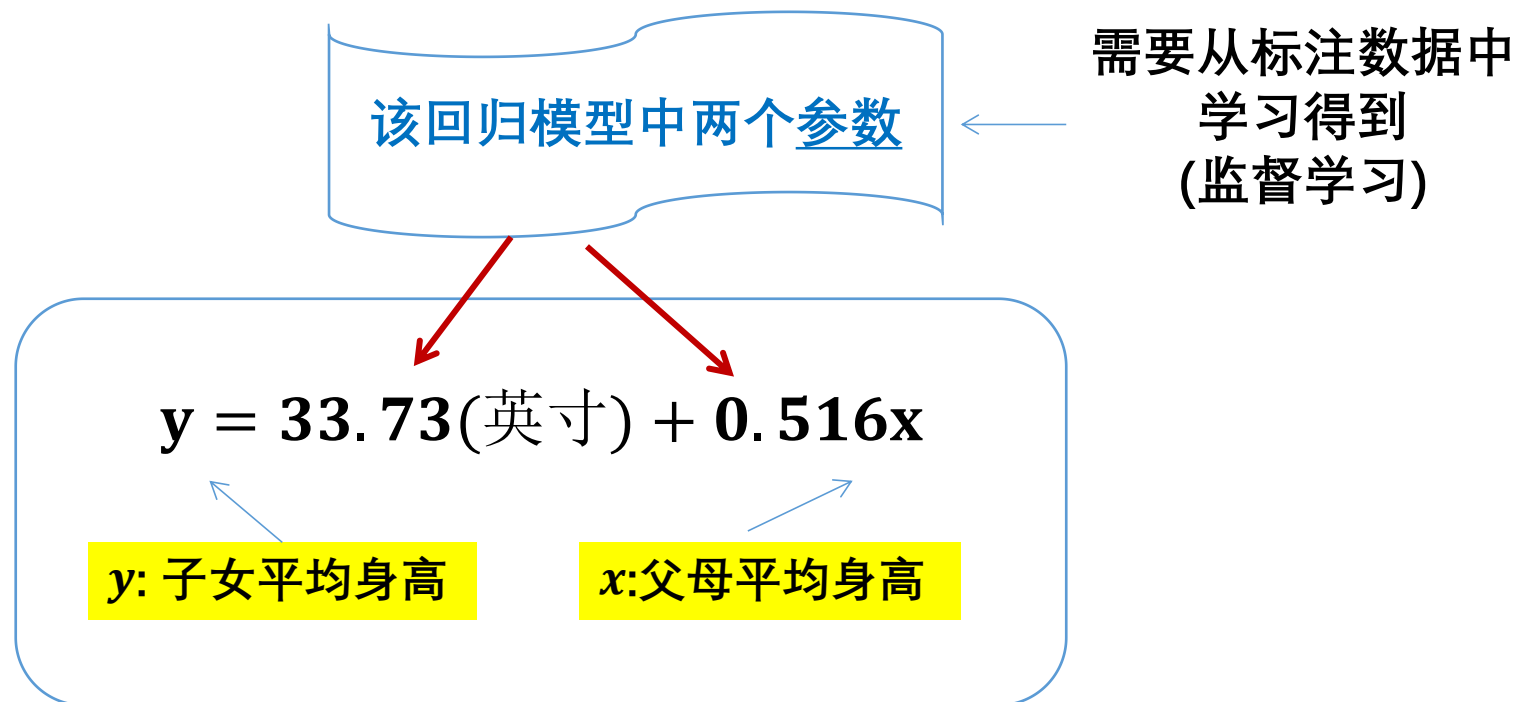 该回归模型中两个参数
需要从标注数据中
学习得到
(监督学习)
y = 33.73(英寸) + 0.516x
y: 子女平均身高
x:父母平均身高